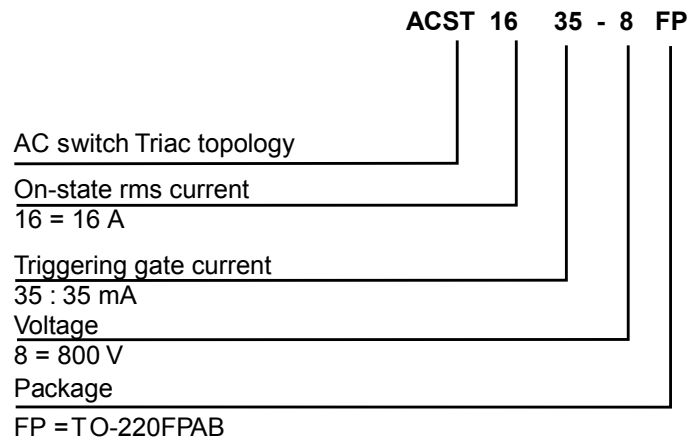 ACST 16 35 - 8 FP
AC switch Triac topology
On-state rms current
16 = 16 A
Triggering gate current
35 : 35 mA
Voltage
8 = 800 V
Package
FP =TO-220FPAB